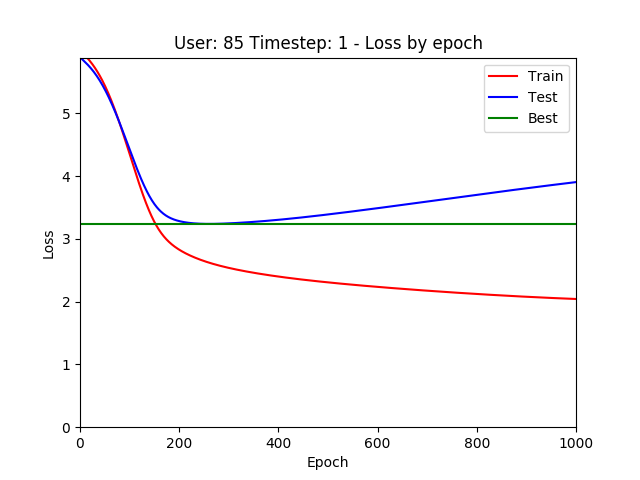 User: 85 Timestep: 1 - Loss by epoch
Train
Test
Best
5
4
3
2
1
0
Loss
0 200 400 600 800 1000
Epoch